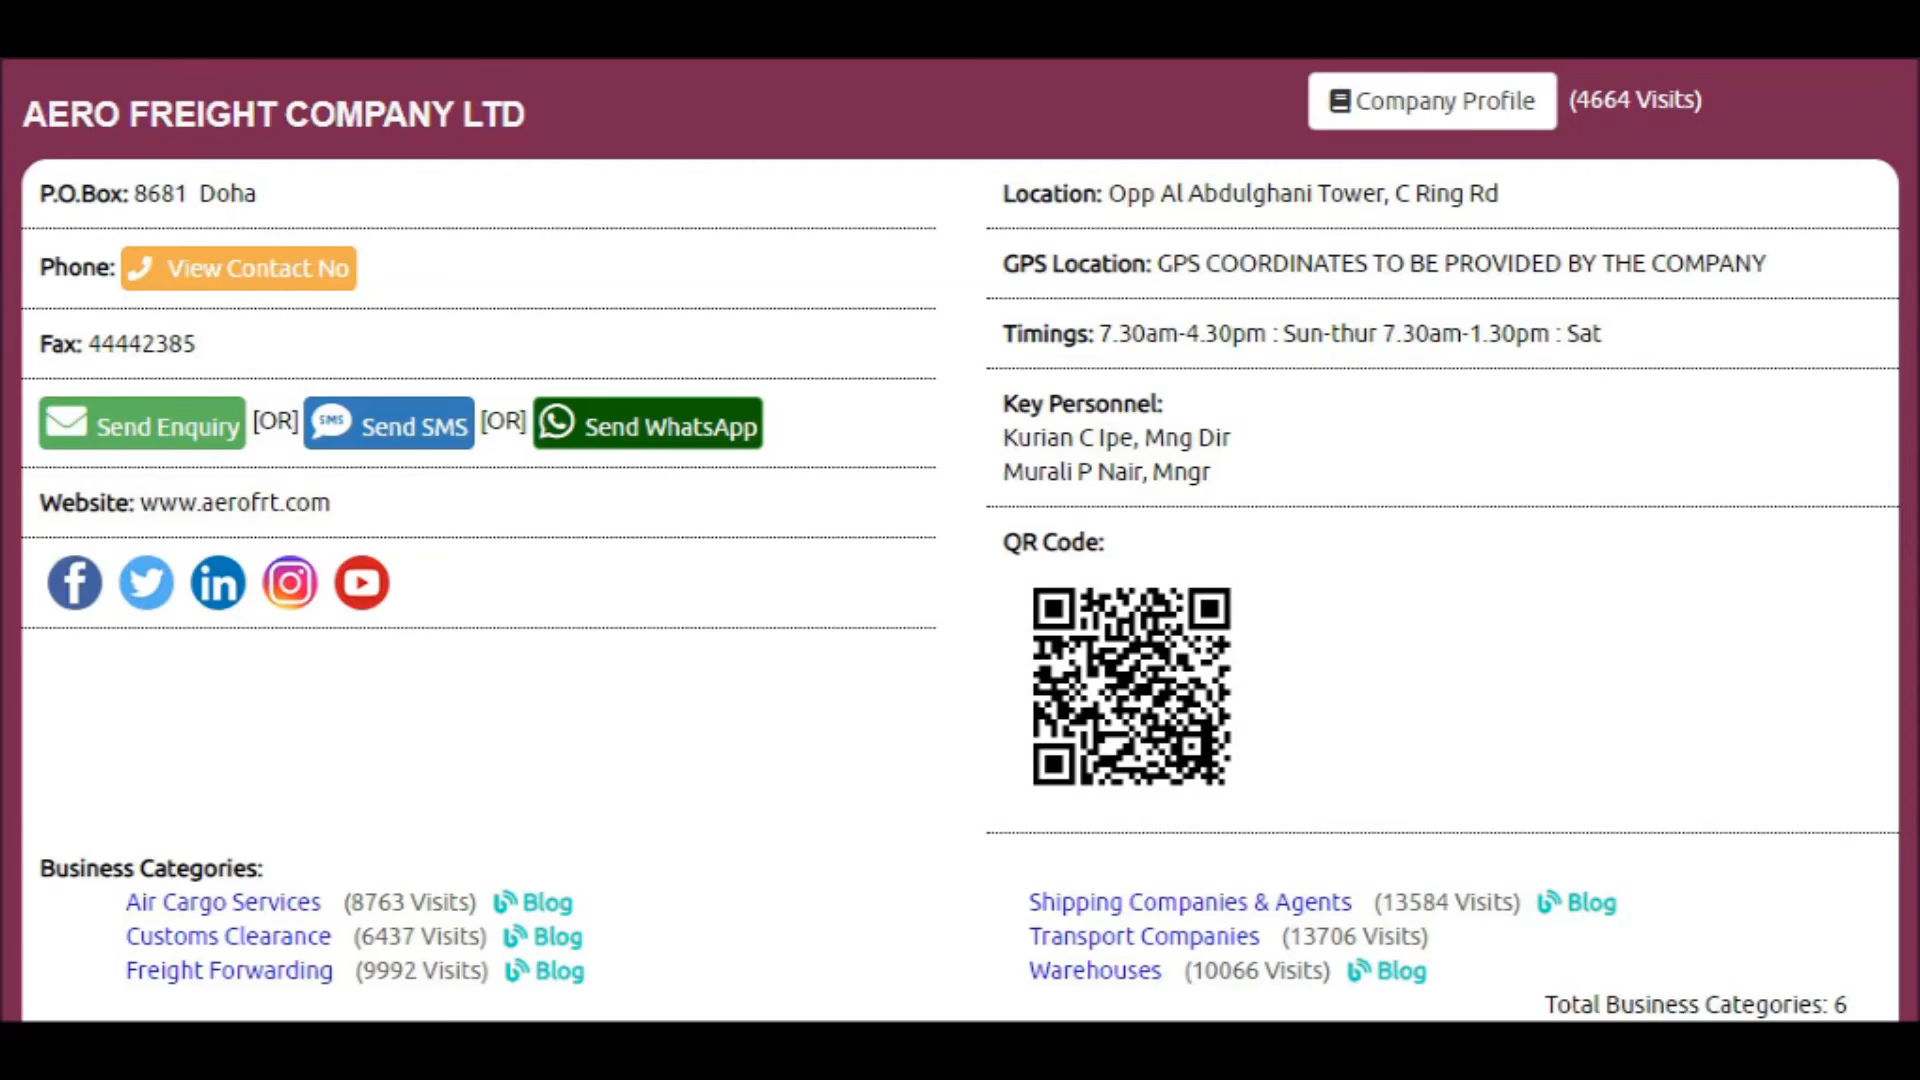 AERO FREIGHT COMPANY LTD
Company Profile (4664 Visits)
P.O.Box: 8681 Doha
Phone: View Contact No
Fax: 44442385
Send Enquiry [OR] SMS Send SMS [OR] Send WhatsApp
Website: www.aerofrt.com
Location: Opp Al Abdulghani Tower, C Ring Rd
GPS Location: GPS COORDINATES TO BE PROVIDED BY THE COMPANY
Timings: 7.30am-4.30pm : Sun-thur 7.30am-1.30pm : Sat
Key Personnel:
Kurian C Ipe, Mng Dir
Murali P Nair, Mngr
QR Code:
Business Categories:
Air Cargo Services (8763 Visits) Blog
Customs Clearance (6437 Visits) Blog
Freight Forwarding (9992 Visits) Blog
Shipping Companies & Agents (13584 Visits) Blog
Transport Companies (13706 Visits)
Warehouses (10066 Visits) Blog
Total Business Categories: 6